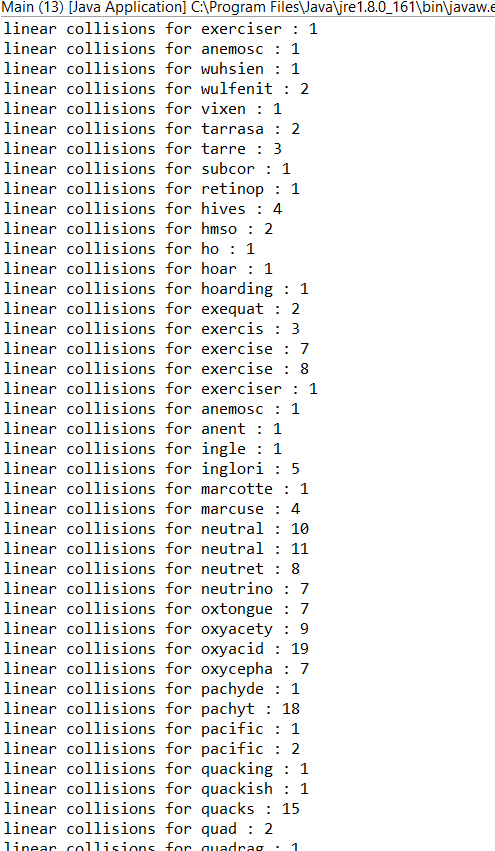 Main (13) [Java Application] C:\Program Files\Java\jre1.8.0_161\bin\javaw.e
linear collisions for exerciser : 1
linear collisions for anemosc : 1
linear collisions for wuhsien : 1
linear collisions for wulfenit : 2
linear collisions for vixen : 1
linear collisions for tarrasa : 2
linear collisions for tarre : 3
linear collisions for subcor : 1
linear collisions for retinop : 1
linear collisions for hives : 4
linear collisions for hmso : 2
linear collisions for ho : 1
linear collisions for hoar : 1
linear collisions for hoarding : 1
linear collisions for exequat : 2
linear collisions for exercis : 3
linear collisions for exercise : 7
linear collisions for exercise : 8
linear collisions for exerciser : 1
linear collisions for anemosc : 1
linear collisions for anent : 1
linear collisions for ingle : 1
linear collisions for inglori : 5
linear collisions for marcotte : 1
linear collisions for marcuse : 4
linear collisions for neutral : 10
linear collisions for neutral : 11
linear collisions for neutret : 8
linear collisions for neutrino : 7
linear collisions for oxtongue : 7
linear collisions for oxyacety : 9
linear collisions for oxyacid : 19
linear collisions for oxycepha : 7
linear collisions for pachyde : 1
linear collisions for pachyt : 18
linear collisions for pacific : 1
linear collisions for pacific : 2
linear collisions for quacking : 1
linear collisions for quackish : 1
linear collisions for quacks : 15
linear collisions for quad : 2
linear collisions for quadrag : 1